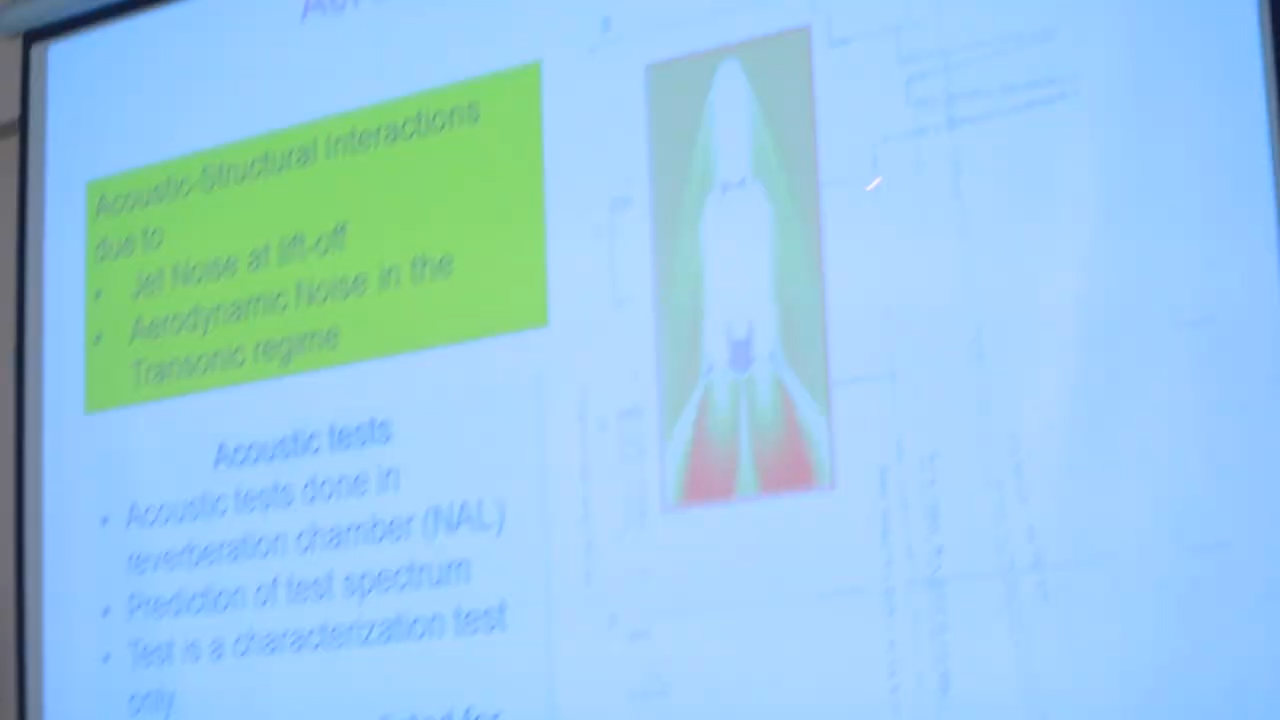 Acoustic-Structural Interactions
due to
• Jet Noise at lift-off
• Aerodynamic Noise in the
Transonic regime
Acoustic tests
• Acoustic tests done in
reverberation chamber (NAL)
• Prediction of test spectrum
• Test is a characterization test
only
for